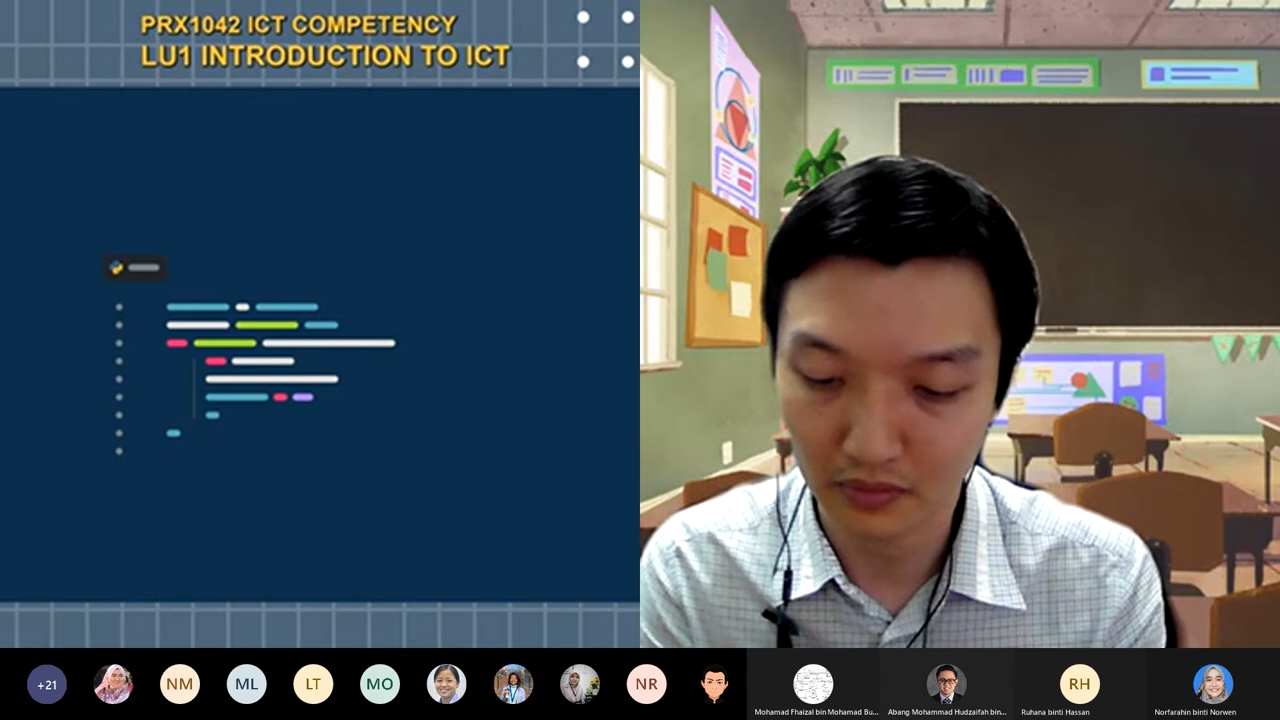 PRX1042 ICT COMPETENCY
LU1 INTRODUCTION TO ICT
+21
NM
ML
LT
MO
NR
RH
Mohamad Fhaizal bin Mohamad Bu...
Abang Mohammad Hudzaifah bin...
Ruhana binti Hassan
Norfarahin binti Norwen